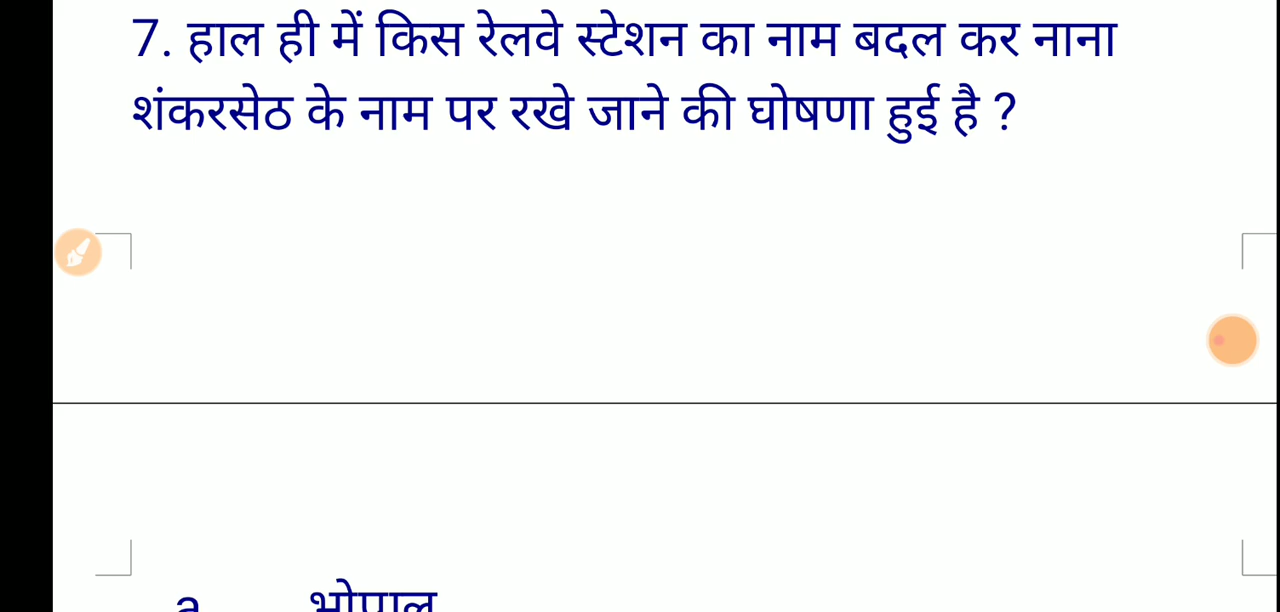 7. हाल ही में किस रेलवे स्टेशन का नाम बदल कर नाना
शंकरसेठ के नाम पर रखे जाने की घोषणा हुई है ?
a भोपाल